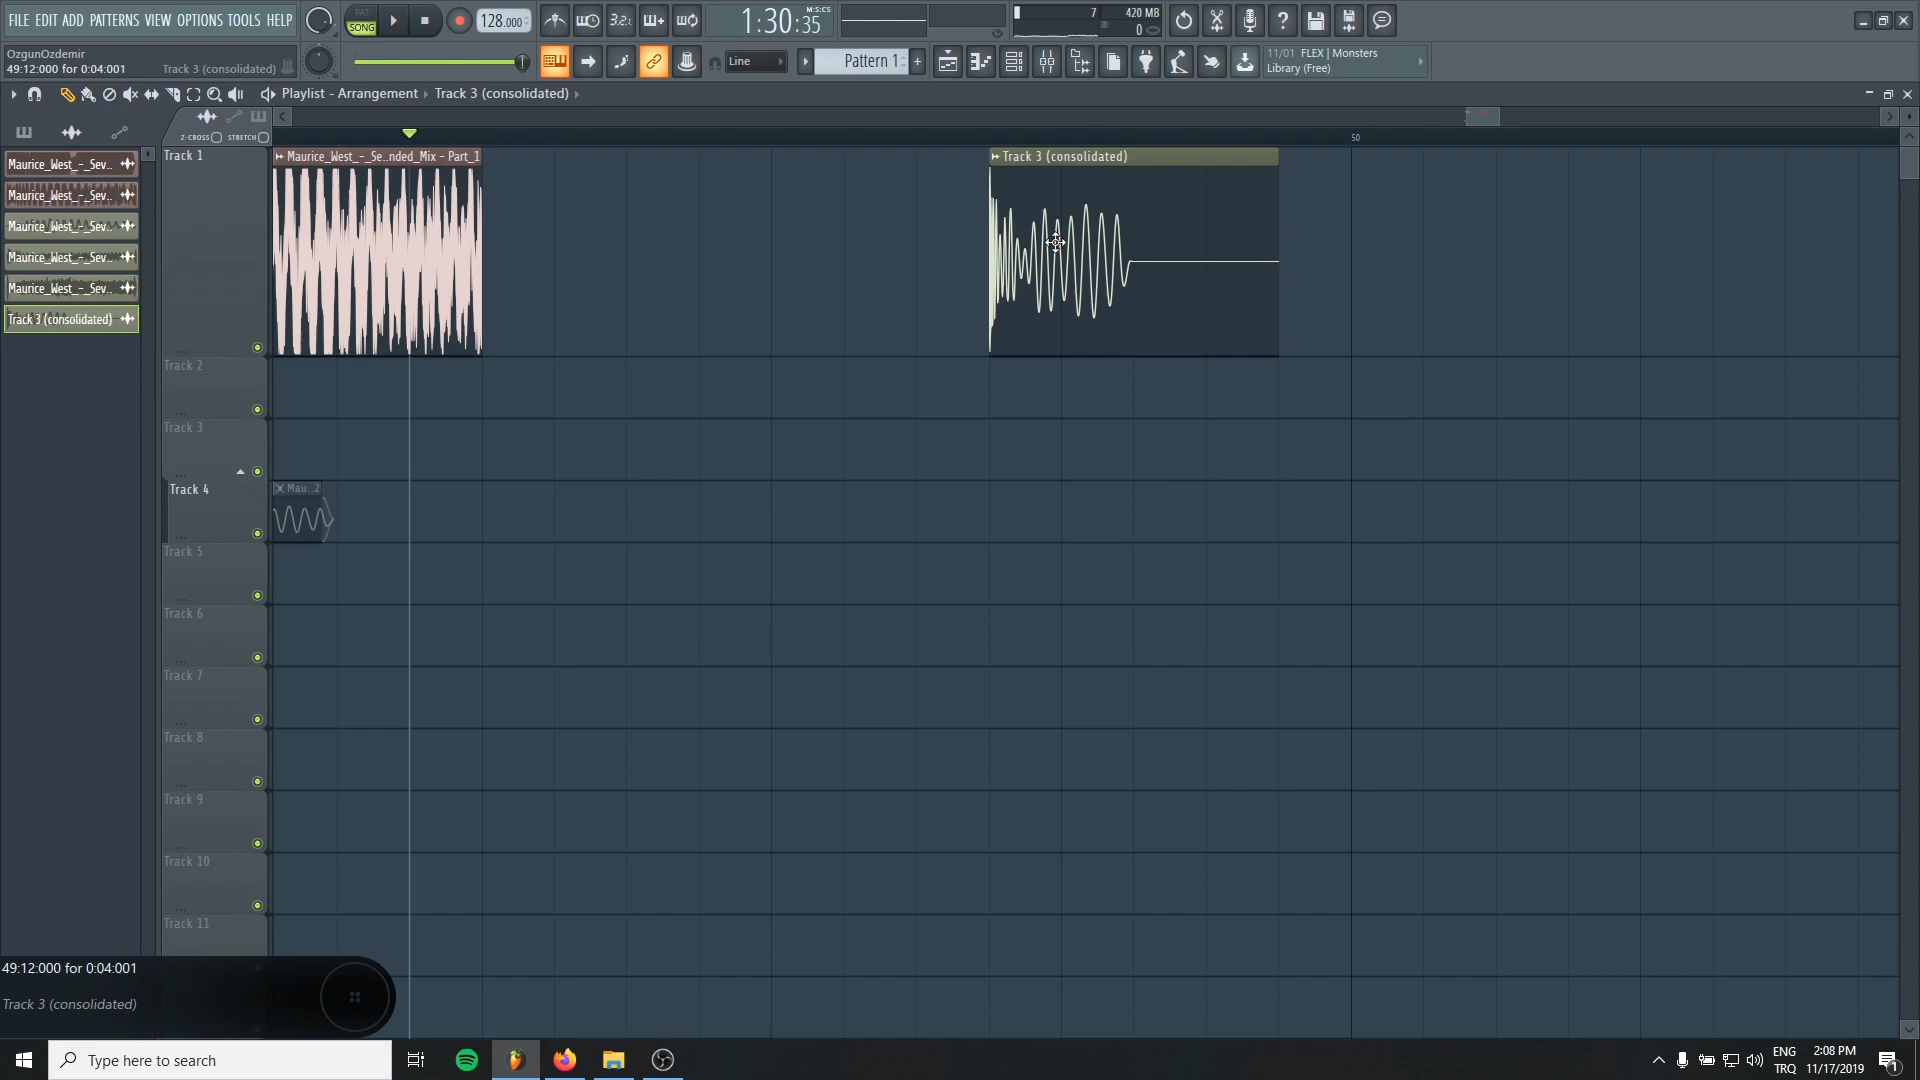 FILE EDIT ADD PATTERNS VIEW OPTIONS TOOLS HELP
PAT
SONG
128.000
3.2.
1:30:35
M:S:CS
7
420 MB
0
OzgunOzdemir
49:12:000 for 0:04:001
Track 3 (consolidated)
Line
Pattern 1
11/01 FLEX | Monsters
Library (Free)
Playlist - Arrangement
Track 3 (consolidated)
Z-CROSS
STRETCH
50
Maurice_West_-_Sev..
Maurice_West_-_Sev..
Maurice_West_-_Sev..
Maurice_West_-_Sev..
Maurice_West_-_Sev..
Track 3 (consolidated)
Track 1
Maurice_West_-_Se..nded_Mix - Part_1
Track 3 (consolidated)
Track 2
Track 3
Track 4
Mau..2
Track 5
Track 6
Track 7
Track 8
Track 9
Track 10
Track 11
49:12:000 for 0:04:001
Track 3 (consolidated)
Type here to search
ENG
TRQ
2:08 PM
11/17/2019
1